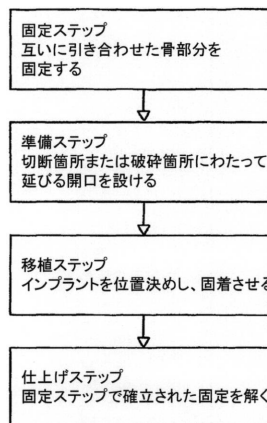 固定ステップ
互いに引き合わせた骨部分を
固定する
準備ステップ
切断箇所または破砕箇所にわたって
延びる開口を設ける
移植ステップ
インプラントを位置決めし、固着させる
仕上げステップ
固定ステップで確立された固定を解く